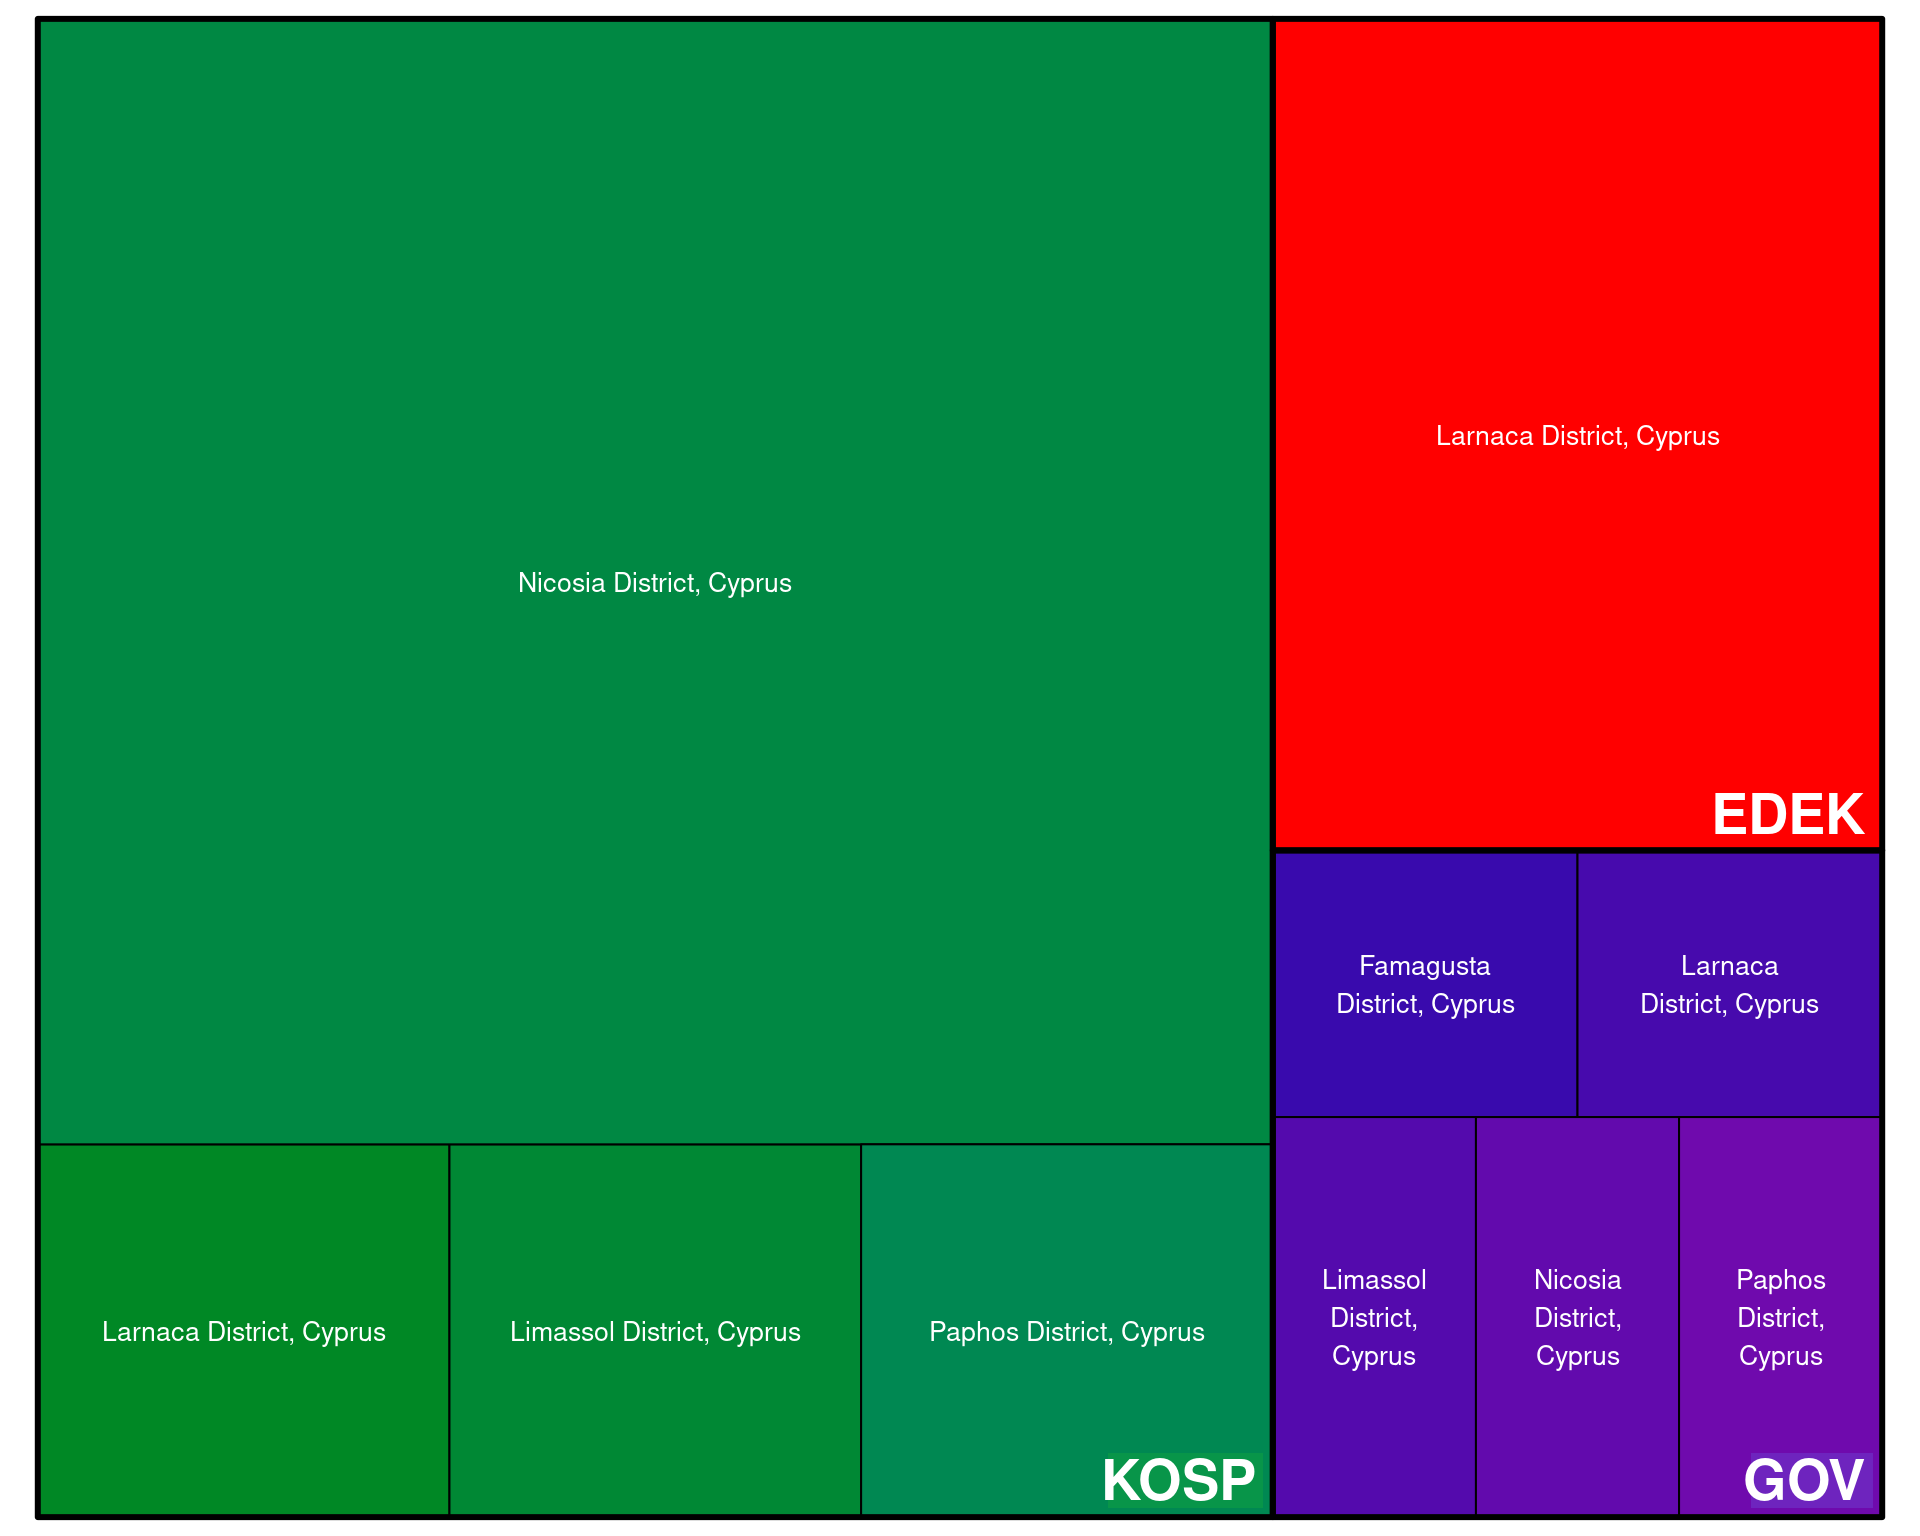 Nicosia District, Cyprus
Larnaca District, Cyprus
Limassol District, Cyprus
Paphos District, Cyprus
KOSP
Larnaca District, Cyprus
EDEK
Famagusta
District, Cyprus
Larnaca
District, Cyprus
Limassol
District,
Cyprus
Nicosia
District,
Cyprus
Paphos
District,
Cyprus
GOV